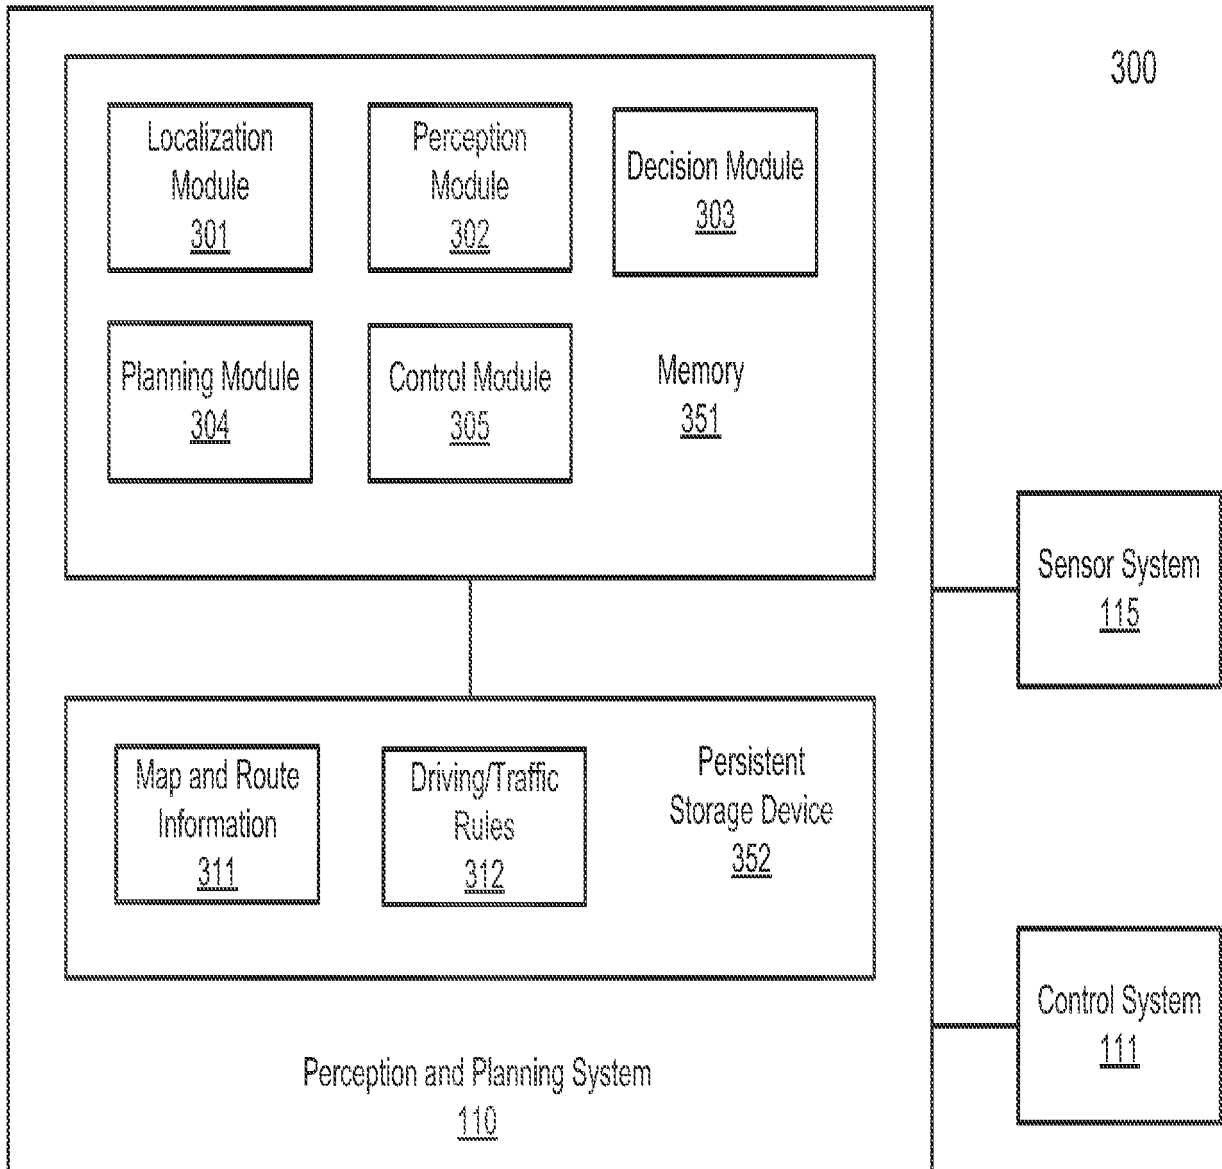 300
Localization
Module
301
Perception
Module
302
Decision Module
303
Planning Module
304
Control Module
305
Memory
351
Sensor System
115
Map and Route
Information
311
Driving/Traffic
Rules
312
Persistent
Storage Device
352
Control System
111
Perception and Planning System
110